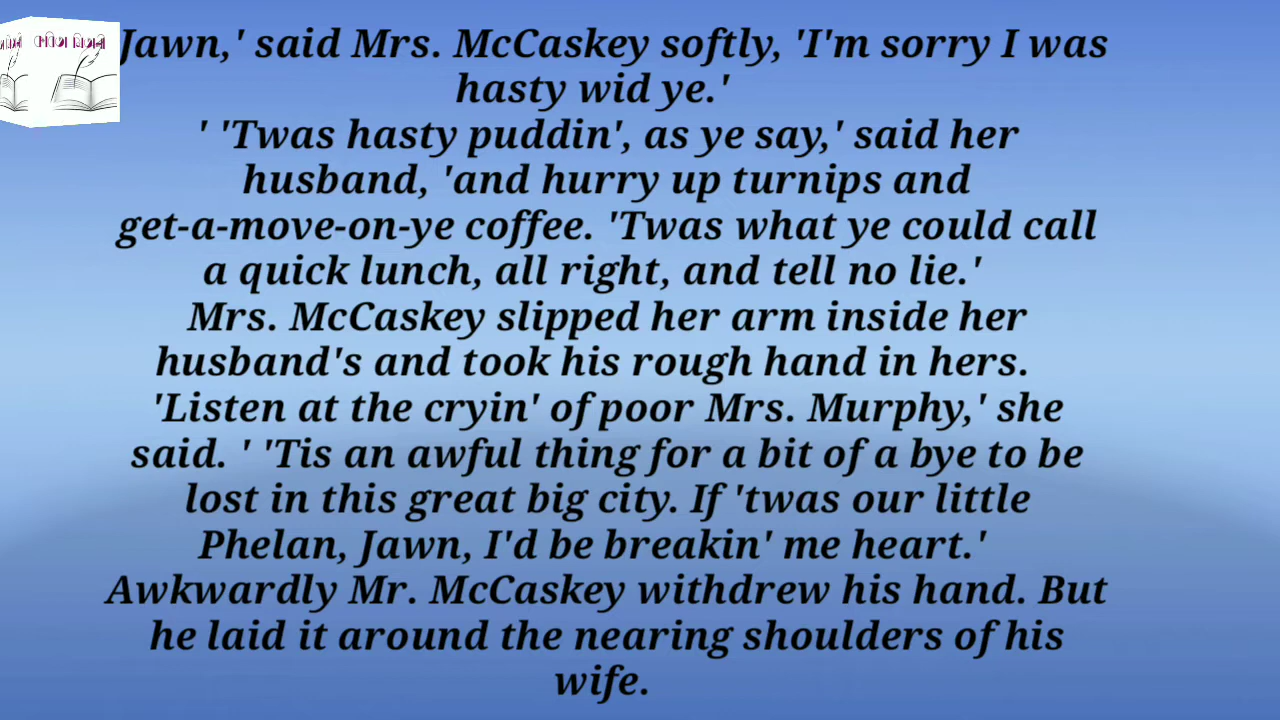 Jawn,' said Mrs. McCaskey softly, 'I'm sorry I was
hasty wid ye.'
' 'Twas hasty puddin', as ye say,' said her
husband, 'and hurry up turnips and
get-a-move-on-ye coffee. 'Twas what ye could call
a quick lunch, all right, and tell no lie.'
Mrs. McCaskey slipped her arm inside her
husband's and took his rough hand in hers.
'Listen at the cryin' of poor Mrs. Murphy,' she
said. ' 'Tis an awful thing for a bit of a bye to be
lost in this great big city. If 'twas our little
Phelan, Jawn, I'd be breakin' me heart.'
Awkwardly Mr. McCaskey withdrew his hand. But
he laid it around the nearing shoulders of his
wife.